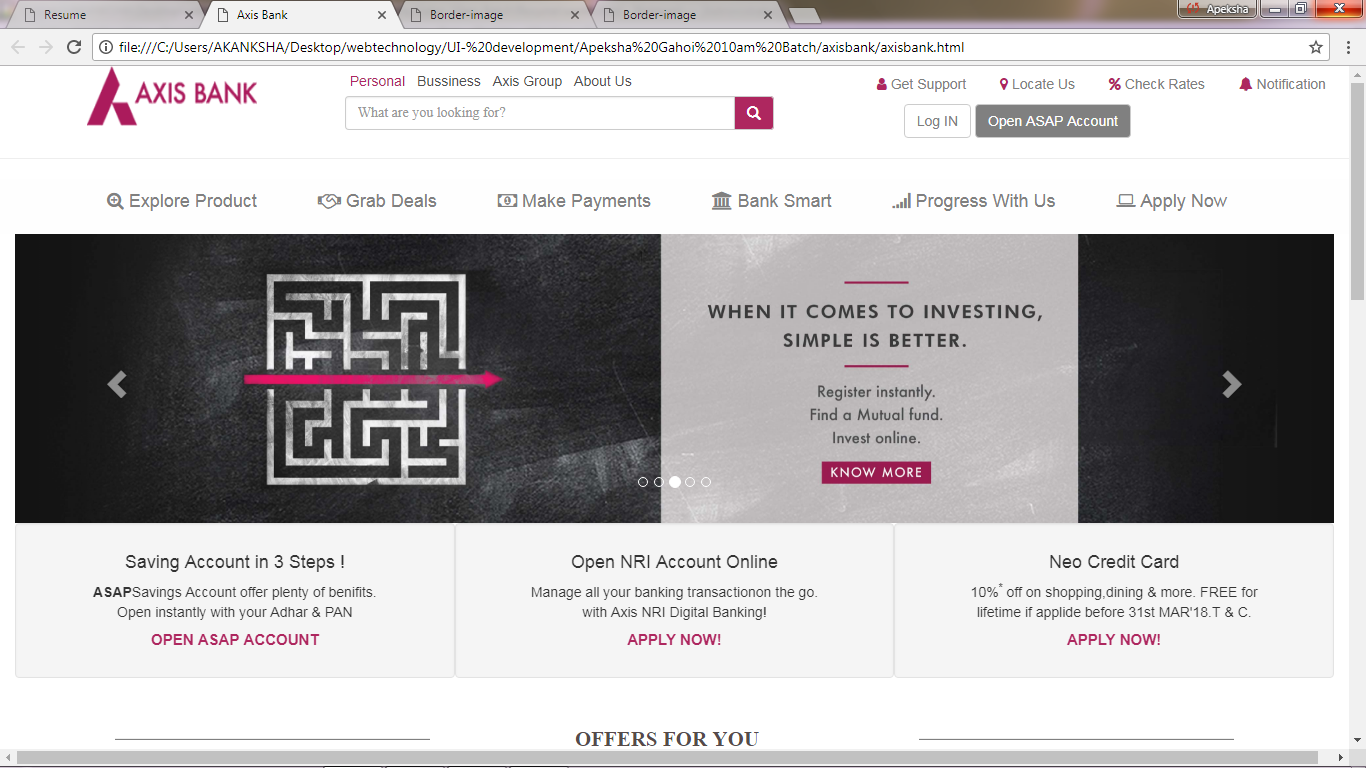 Resume
Axis Bank
Border-image
Border-image
Apeksha
file:///C:/Users/AKANKSHA/Desktop/webtechnology/UI-%20development/Apeksha%20Gahoi%2010am%20Batch/axisbank/axisbank.html
AXIS BANK
Personal Bussiness Axis Group About Us
What are you looking for?
Get Support Locate Us Check Rates Notification
Log IN Open ASAP Account
Explore Product Grab Deals Make Payments Bank Smart Progress With Us Apply Now
WHEN IT COMES TO INVESTING,
SIMPLE IS BETTER.
Register instantly.
Find a Mutual fund.
Invest online.
KNOW MORE
Saving Account in 3 Steps !
ASAPSavings Account offer plenty of benifits.
Open instantly with your Adhar & PAN
OPEN ASAP ACCOUNT
Open NRI Account Online
Manage all your banking transactionon the go.
with Axis NRI Digital Banking!
APPLY NOW!
Neo Credit Card
10%* off on shopping,dining & more. FREE for
lifetime if applide before 31st MAR'18.T & C.
APPLY NOW!
OFFERS FOR YOU